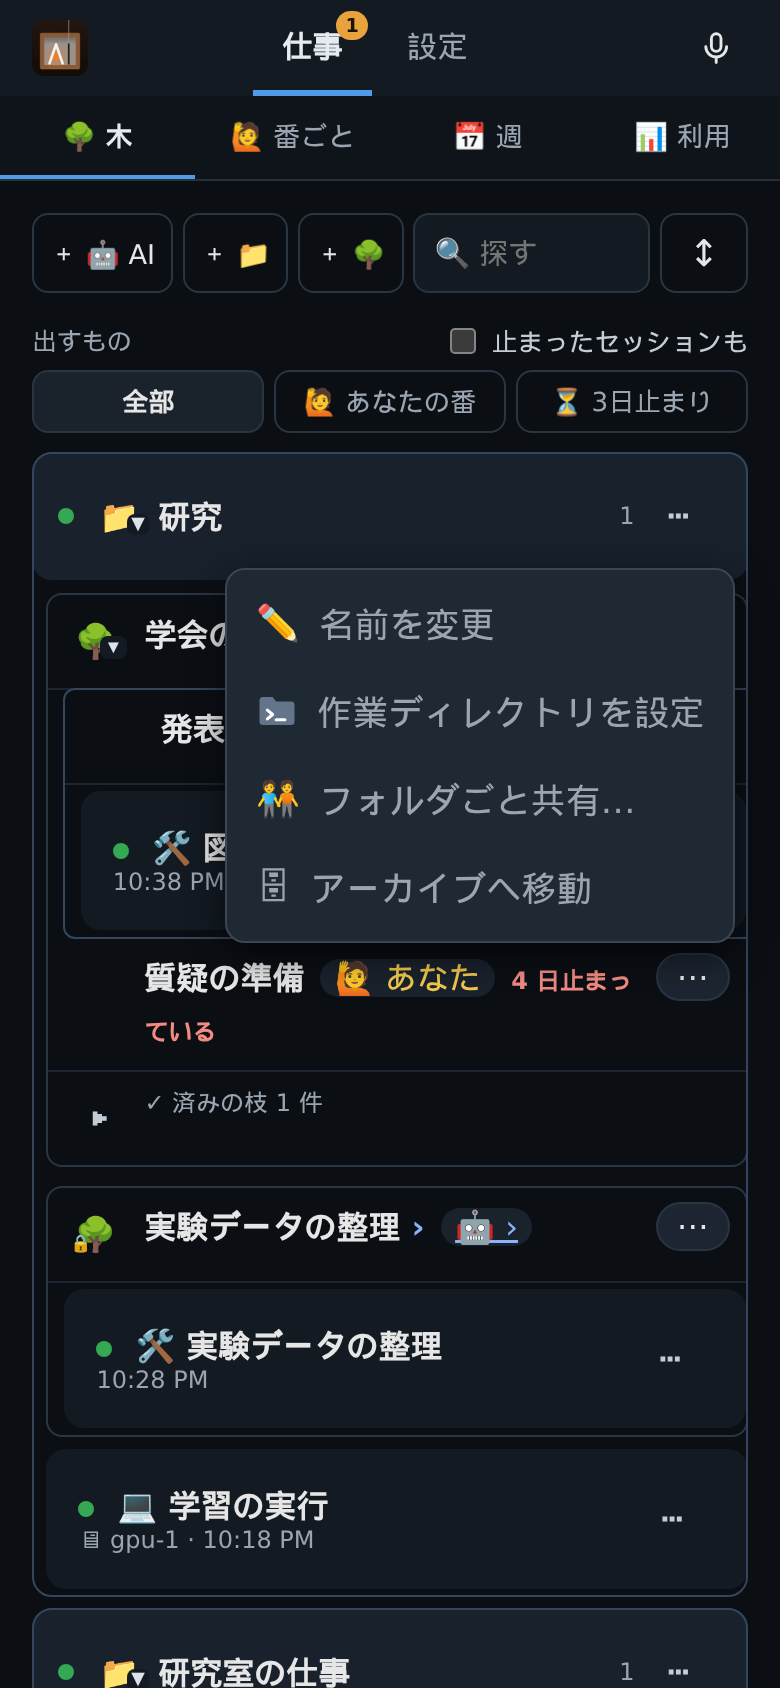 仕事 1 設定
木 番ごと 週 利用
+ AI + + 探す
出すもの 止まったセッションも
全部 あなたの番 3日止まり
研究 1 …
名前を変更
学会の
作業ディレクトリを設定
発表
フォルダごと共有…
10:38 PM
アーカイブへ移動
質疑の準備 あなた 4 日止まっ …
ている
✓ 済みの枝 1 件
実験データの整理 › › …
実験データの整理 …
10:28 PM
学習の実行 …
gpu-1 · 10:18 PM
研究室の仕事 1 …